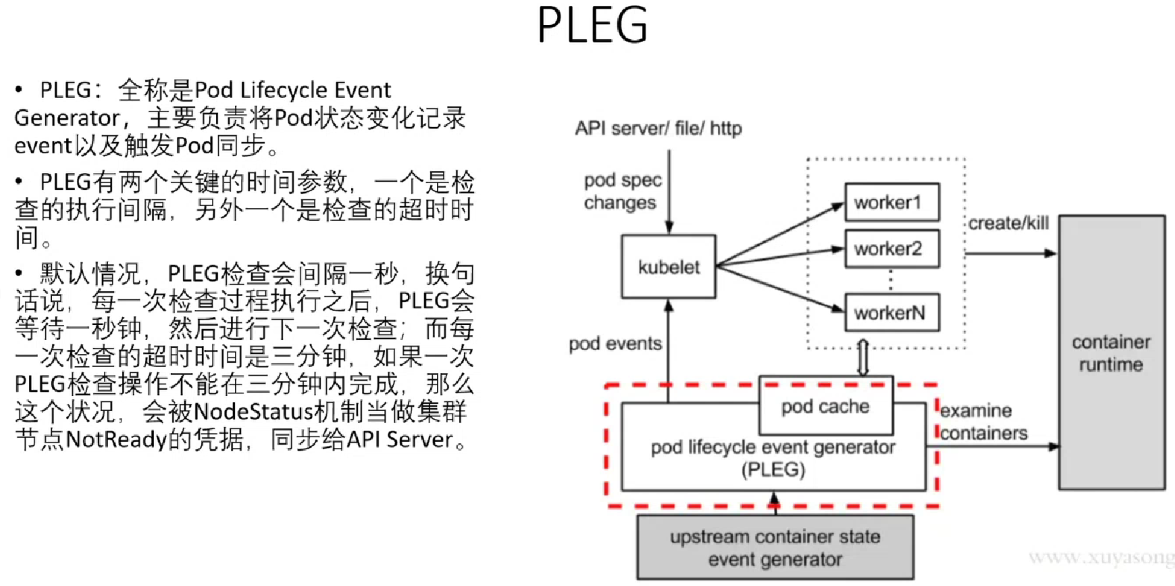 PLEG
• PLEG：全称是Pod Lifecycle Event
Generator，主要负责将Pod状态变化记录
event以及触发Pod同步。
• PLEG有两个关键的时间参数，一个是检
查的执行间隔，另外一个是检查的超时时
间。
• 默认情况，PLEG检查会间隔一秒，换句
话说，每一次检查过程执行之后，PLEG会
等待一秒钟，然后进行下一次检查；而每
一次检查的超时时间是三分钟，如果一次
PLEG检查操作不能在三分钟内完成，那么
这个状况，会被NodeStatus机制当做集群
节点NotReady的凭据，同步给API Server。
API server/ file/ http
pod spec
changes
kubelet
worker1
worker2
workerN
create/kill
container
runtime
pod events
pod cache
pod lifecycle event generator
(PLEG)
examine
containers
upstream container state
event generator
www.xuyasong